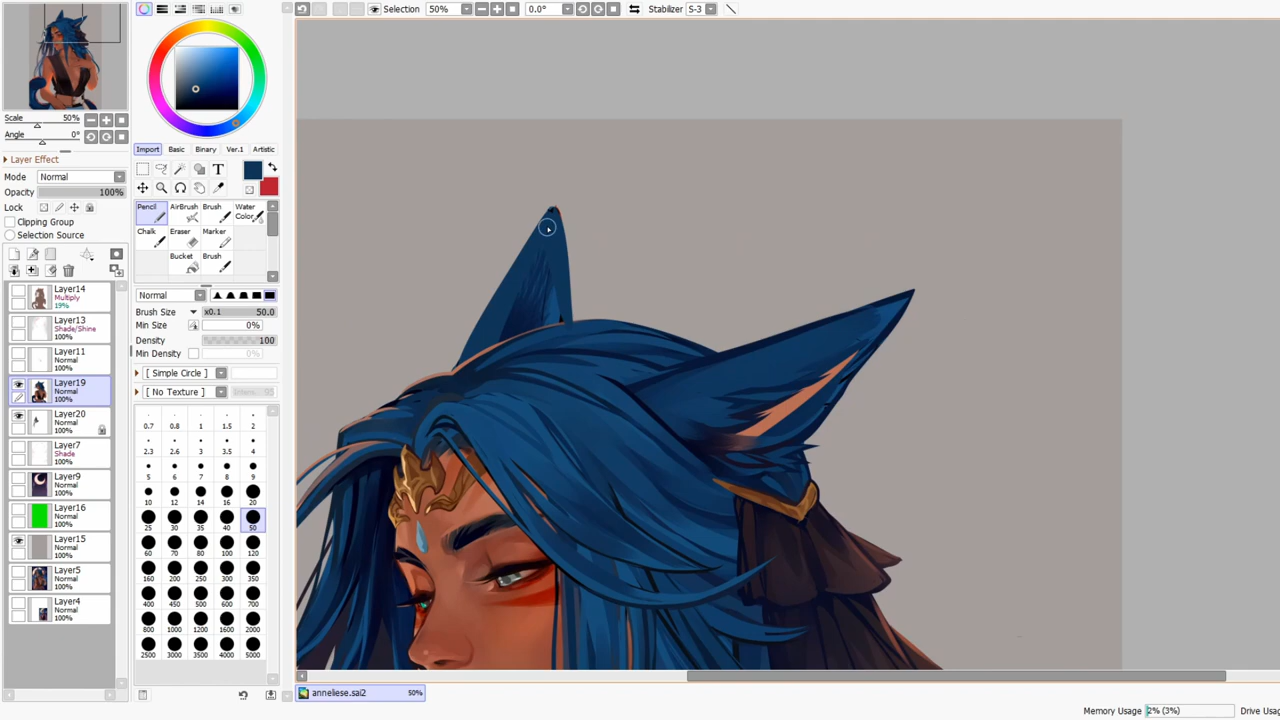 Selection 50% 0.0° Stabilizer S-3
Scale 50%
Angle 0°
Layer Effect
Mode Normal
Opacity 100%
Lock
Clipping Group
Selection Source
Layer14
Multiply
19%
Layer13
Shade/Shine
100%
Layer11
Normal
100%
Layer19
Normal
100%
Layer20
Normal
100%
Layer7
Shade
100%
Layer9
Normal
100%
Layer16
Normal
100%
Layer15
Normal
100%
Layer5
Normal
100%
Layer4
Normal
100%
Import Basic Binary Ver.1 Artistic
T
Pencil AirBrush Brush Water Color
Chalk Eraser Marker
Bucket Brush
Normal
Brush Size x0.1 50.0
Min Size 0%
Density 100
Min Density
[ Simple Circle ]
[ No Texture ]
0.7 0.8 1 1.5 2
2.3 2.6 3 3.5 4
5 6 7 8 9
10 12 14 16 20
25 30 35 40 50
60 70 80 100 120
160 200 250 300 350
400 450 500 600 700
800 1000 1200 1600 2000
2500 3000 3500 4000 5000
anneliese.sai2 50%
Memory Usage 2% (3%) Drive Usa